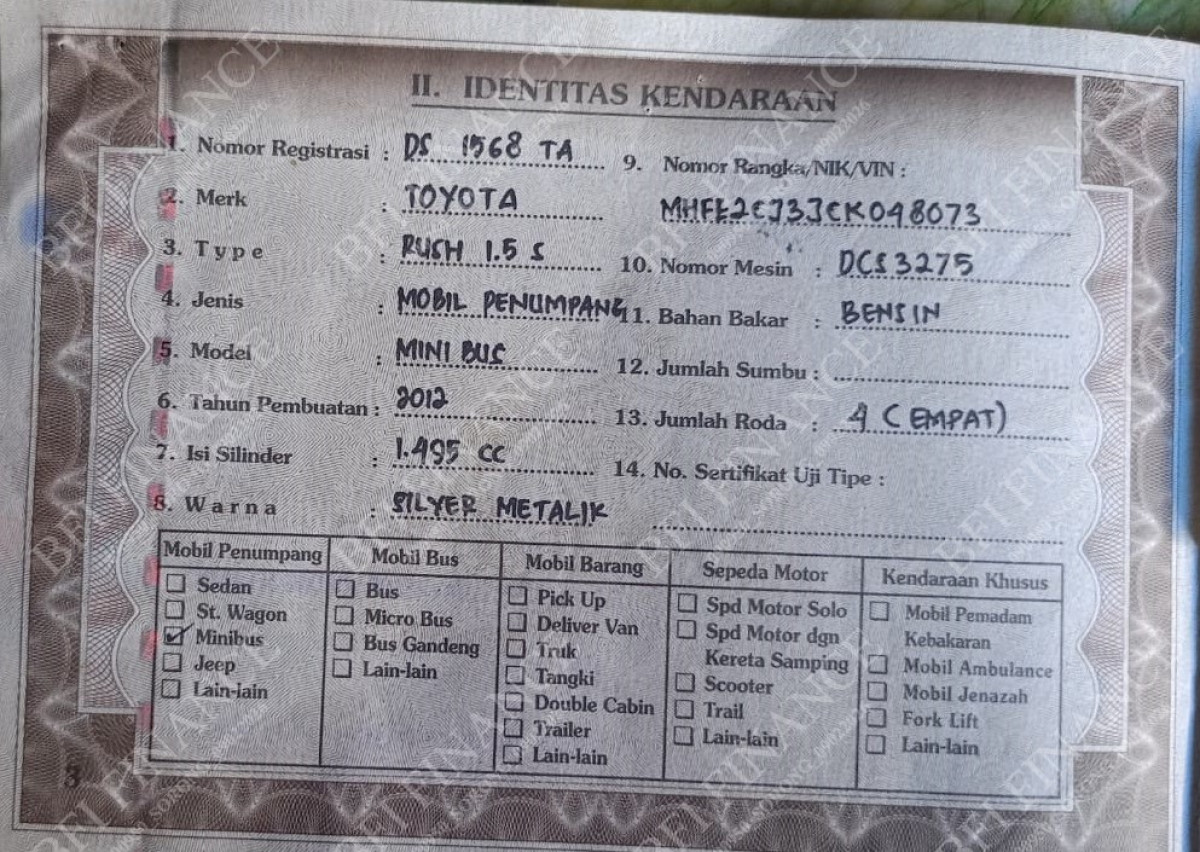 II. IDENTITAS KENDARAAN
1. Nomor Registrasi : DS 1568 TA
2. Merk : TOYOTA
3. Type : RUSH 1.5 S
4. Jenis : MOBIL PENUMPANG
5. Model : MINI BUS
6. Tahun Pembuatan : 2012
7. Isi Silinder : 1.495 CC
8. Warna : SILVER METALIK
9. Nomor Rangka/NIK/VIN :
MHFE2CJ3JCK048073
10. Nomor Mesin : DCS3275
11. Bahan Bakar : BENSIN
12. Jumlah Sumbu :
13. Jumlah Roda : 4 (EMPAT)
14. No. Sertifikat Uji Tipe :
Mobil Penumpang
Sedan
St. Wagon
Minibus
Jeep
Lain-lain
Mobil Bus
Bus
Micro Bus
Bus Gandeng
Lain-lain
Mobil Barang
Pick Up
Deliver Van
Truk
Tangki
Double Cabin
Trailer
Lain-lain
Sepeda Motor
Spd Motor Solo
Spd Motor dgn
Kereta Samping
Scooter
Trail
Lain-lain
Kendaraan Khusus
Mobil Pemadam
Kebakaran
Mobil Ambulance
Mobil Jenazah
Fork Lift
Lain-lain
3
BFI FINANCE